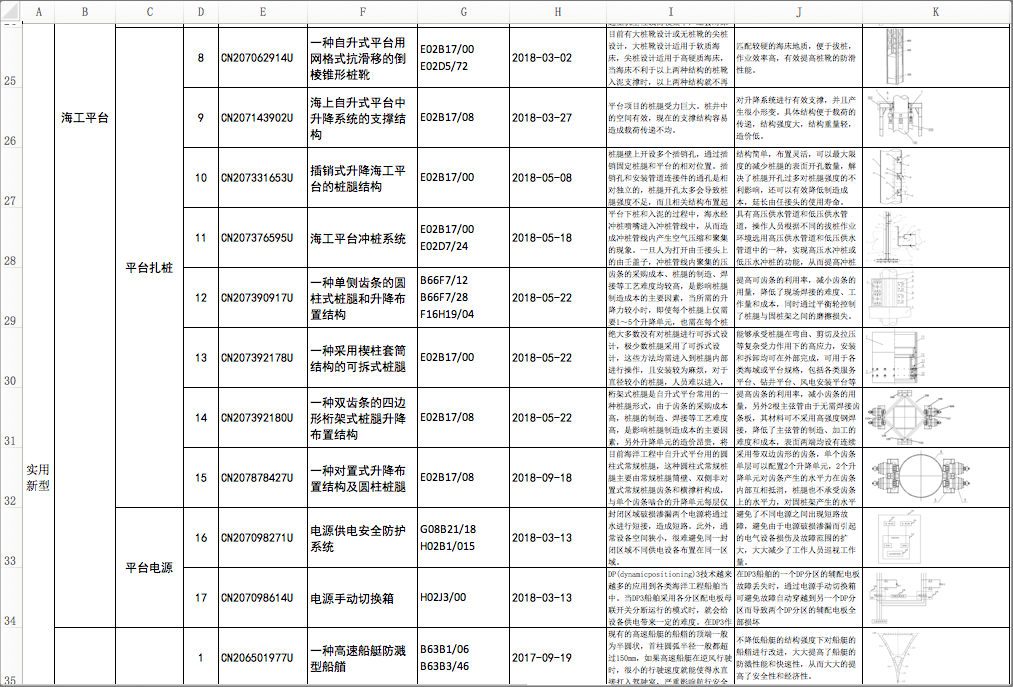 A B C D E F G H I J K
25
26
27
28
29
30
31
32
33
34
35
实用
新型
海工平台
平台扎桩
平台电源
8 CN207062914U
一种自升式平台用
网格式抗滑移的倒
棱锥形桩靴
E02B17/00
E02D5/72
2018-03-02
目前有大桩靴设计或无桩靴的尖桩
设计，大桩靴设计适用于软质海
床，尖桩设计适用于高硬质海床，
当海床不利于以上两种结构的桩靴
入泥支撑时，以上两种结构就不再
匹配较硬的海床地质，便于拔桩，
作业效率高，有效提高桩靴的防滑
性能。
9 CN207143902U
海上自升式平台中
升降系统的支撑结
构
E02B17/08
2018-03-27
平台项目的桩腿受力巨大。桩井中
的空间有效，现在的支撑结构容易
造成载荷传递不均。
对升降系统进行有效支撑，并且产
生很小形变。具体结构便于载荷的
传递，结构强度大，结构重量轻，
造价低。
10 CN207331653U
插销式升降海工平
台的桩腿结构
E02B17/00
2018-05-08
桩腿壁上开设多个插销孔，通过插
销固定桩腿和平台的相对位置。插
销孔和安装管道连接件的通孔是相
对独立的，桩腿开孔太多会导致桩
腿强度不足，而且相关结构布置起
结构简单，布置灵活，可以最大限
度的减少桩腿的表面开孔数量，解
决了桩腿开孔过多对桩腿强度的不
利影响，还可以有效降低制造成
本，延长由任接头的使用寿命。
11 CN207376595U
海工平台冲桩系统
E02B17/00
E02D7/24
2018-05-18
平台下桩和入泥的过程中，海水经
冲桩喷嘴进入冲桩管线中，从而造
成冲桩管线内产生空气压缩和聚集
的现象。一旦人为打开由壬接头上
的由壬盖子，冲桩管线内聚集的压
具有高压供水管道和低压供水管
道，操作人员根据不同的拔桩作业
环境选用高压供水管道和低压供水
管道中的一种，实现高压水冲桩或
低压水冲桩的功能，从而提高冲桩
12 CN207390917U
一种单侧齿条的圆
柱式桩腿和升降布
置结构
B66F7/12
B66F7/28
F16H19/04
2018-05-22
齿条的采购成本、桩腿的制造、焊
接等工艺难度均较高，是影响桩腿
制造成本的主要因素，当所需的升
降力较小时，即使每个桩腿上仅需
要1～5个升降单元，也需在每个桩
提高可齿条的利用率，减小齿条的
用量，降低了现场焊接的难度、工
作量和成本，同时通过平衡轮控制
了桩腿与固桩架之间的磨擦损失。
13 CN207392178U
一种采用楔柱套筒
结构的可拆式桩腿
E02B17/00
2018-05-22
绝大多数没有对桩腿进行可拆式设
计，极少数桩腿采用了可拆式设
计，这些方法均需进入到桩腿内部
进行操作，且安装较为麻烦，对于
直径较小的桩腿，人员难以进入，
能够承受桩腿在弯曲、剪切及拉压
等复杂受力作用下的高应力，安装
和拆卸均可在外部完成，可用于各
类海域或平台规格，包括各类服务
平台、钻井平台、风电安装平台等
14 CN207392180U
一种双齿条的四边
形桁架式桩腿升降
布置结构
E02B17/08
2018-05-22
桁架式桩腿是自升式平台常用的一
种桩腿形式，由于齿条的采购成本
高，桩腿的制造、焊接等工艺难度
高，是影响桩腿制造成本的主要因
素，另外升降单元的造价昂贵，将
提高齿条的利用率，减小齿条的用
量，另外2根主弦管由于无需焊接齿
条板，其材料可不采用高强度钢焊
接，降低了主弦管的制造、加工的
难度和成本，表面两端均设有连续
15 CN207878427U
一种对置式升降布
置结构及圆柱桩腿
E02B17/08
2018-09-18
目前海洋工程中自升式平台用的圆
柱式常规桩腿，这种圆柱式常规桩
腿主要由常规桩腿筒壁、双侧非对
置式常规桩腿齿条和横撑杆构成，
与单个齿条啮合的升降单元每层仅
采用带双边齿形的齿条，单个齿条
单层可以配置2个升降单元，2个升
降单元对齿条产生的水平力在齿条
内部互相抵消，桩腿也不承受齿条
上的水平力，对固桩架产生的水平
16 CN207098271U
电源供电安全防护
系统
G08B21/18
H02B1/015
2018-03-13
封闭区域破损渗漏两个电源将通过
水进行短接，造成短路。此外，通
常设备空间狭小，很难避免同一封
闭区域不同供电设备布置在同一区
域。
避免了不同电源之间出现短路故
障，避免由于电源破损渗漏而引起
的电气设备损伤及故障范围的扩
大，大大减少了工作人员巡视工作
量。
17 CN207098614U
电源手动切换箱
H02J3/00
2018-03-13
DP(dynamicpositioning)3技术越来
越多的应用到各类海洋工程船舶当
中。当DP3船舶采用各分区配电板母
联开关分断运行的模式时，就会给
设备供电带来一定的难度。在DP3作
在DP3船舶的一个DP分区的辅配电板
故障丢失时，通过电源手动切换箱
可避免故障自动穿越到另一个DP分
区而导致两个DP分区的辅配电板全
部损坏
1 CN206501977U
一种高速船艇防溅
型船艏
B63B1/06
B63B3/46
2017-09-19
现有的高速船艇的船艏的顶端一般
为半圆状，首柱圆弧半径一般都超
过150mm，如果高速船艇在逆风行驶
时，很小的行驶速度就能使得水直
接打入驾驶室，严重影响航行安全
不降低船艇的结构强度下对船艇的
船艏进行改进，大大提高了船艇的
防溅性能和快速性，从而大大的提
高了安全性和经济性。